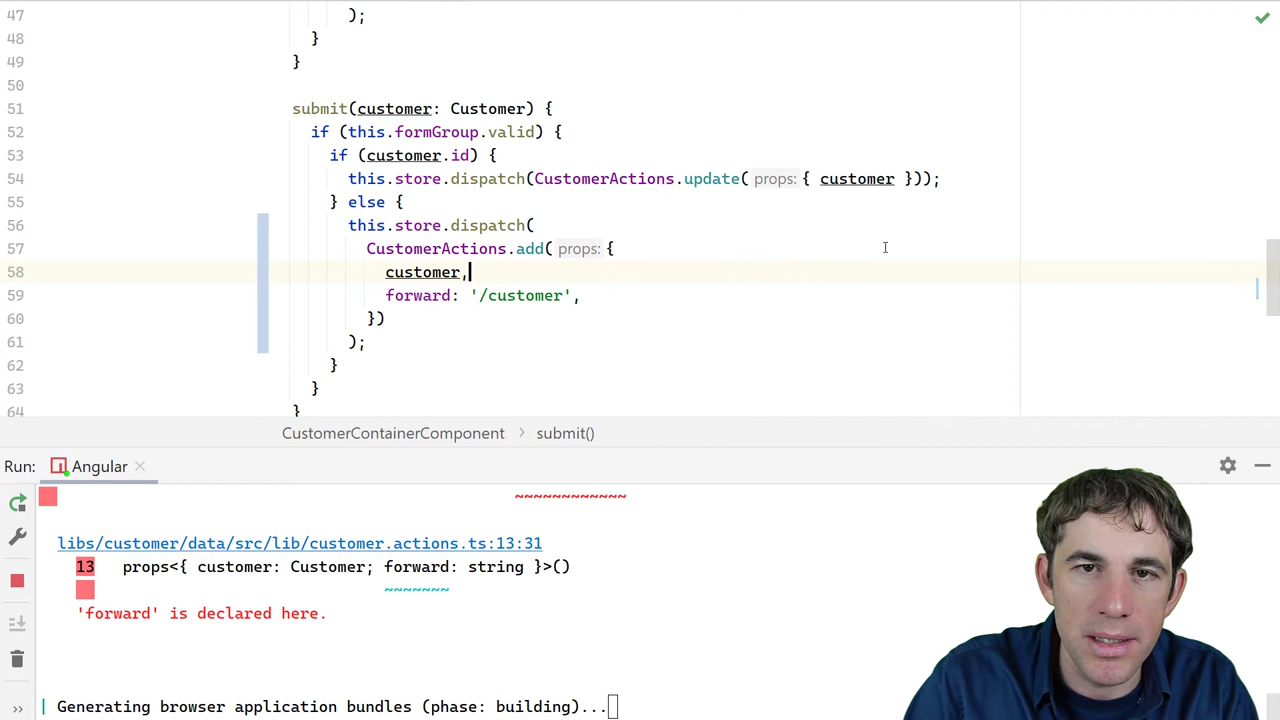 47 );
48 }
49 }
50
51 submit(customer: Customer) {
52 if (this.formGroup.valid) {
53 if (customer.id) {
54 this.store.dispatch(CustomerActions.update( props: { customer }));
55 } else {
56 this.store.dispatch(
57 CustomerActions.add( props: {
58 customer,
59 forward: '/customer',
60 })
61 );
62 }
63 }
64 }
CustomerContainerComponent > submit()
Run: Angular ×
~~~~~~~~~~~~
libs/customer/data/src/lib/customer.actions.ts:13:31
13 props<{ customer: Customer; forward: string }>()
~~~~~~~
'forward' is declared here.
| Generating browser application bundles (phase: building)...